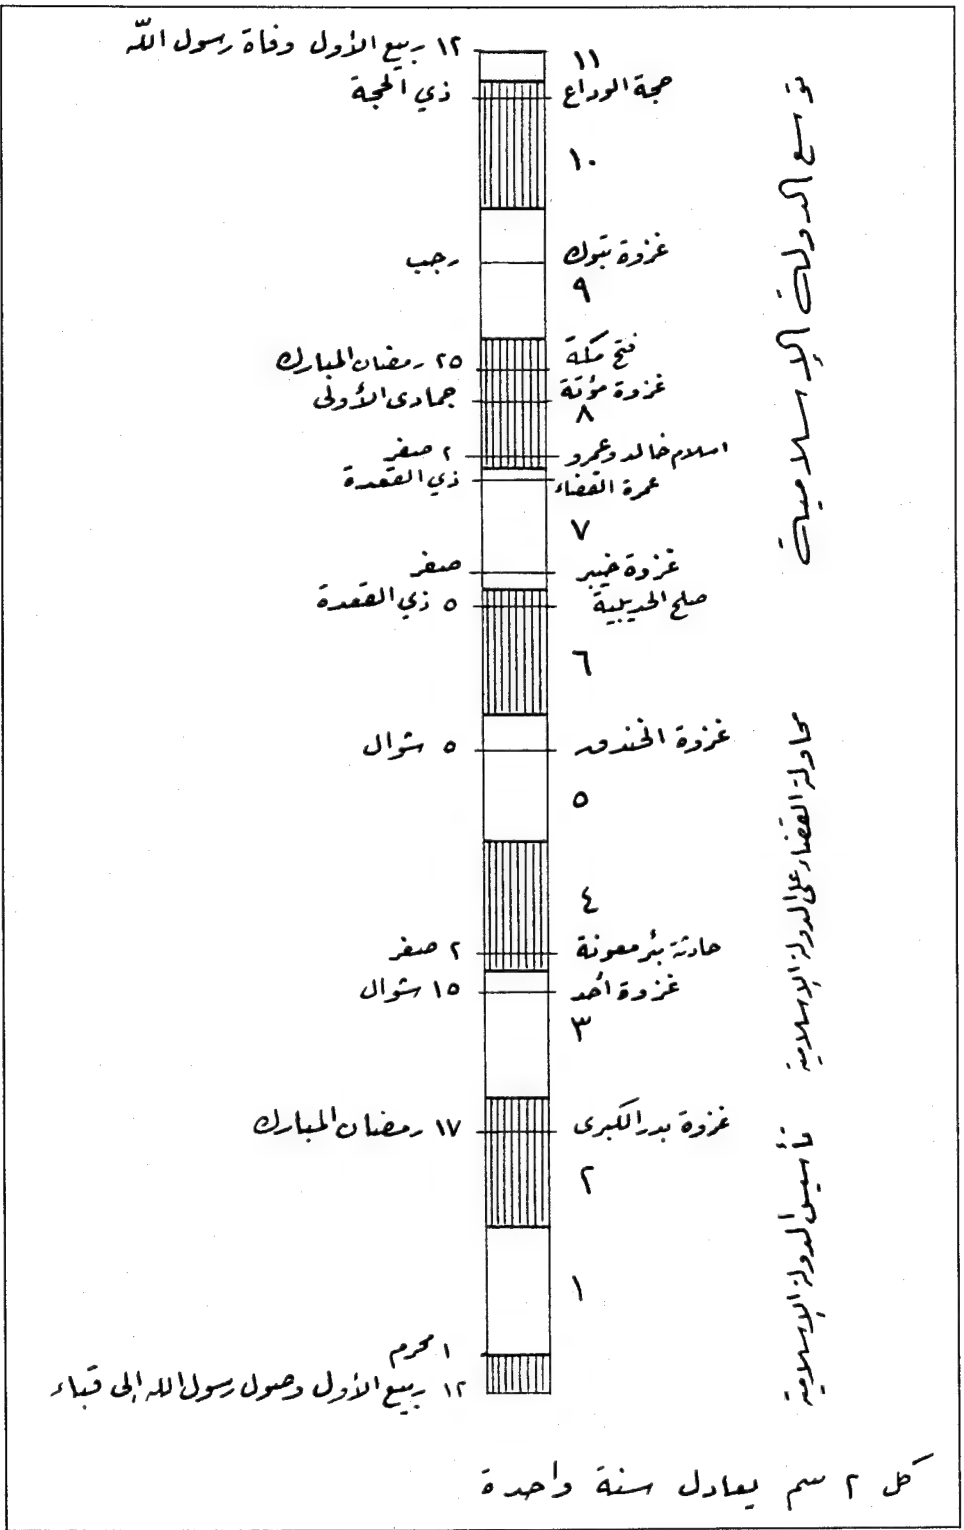 ١٢ ربيع الأول وفاة رسول اللّه
١١
حجة الوداع
ذي الحجة
١٠
غزوة تبوك
رجب
٩
فتح مكة
٢٥ رمضان المبارك
غزوة مؤتة
جمادى الأولى
٨
اسلام خالد وعمرو
٢ صفر
عمرة القضاء
ذي القعدة
٧
غزوة خيبر
صفر
صلح الحديبية
٥ ذي القعدة
٦
غزوة الخندق
٥ شوال
٥
٤
حادثة بئر معونة
٢ صفر
غزوة أحد
١٥ شوال
٣
غزوة بدر الكبرى
١٧ رمضان المبارك
٢
١
١ محرم
١٢ ربيع الأول وصول رسول الله إلى قباء
توسع الدولة الإسلامية
محاولة القضاء على الدولة الإسلامية
تأسيس الدولة الإسلامية
كل ٢ سم يعادل سنة واحدة